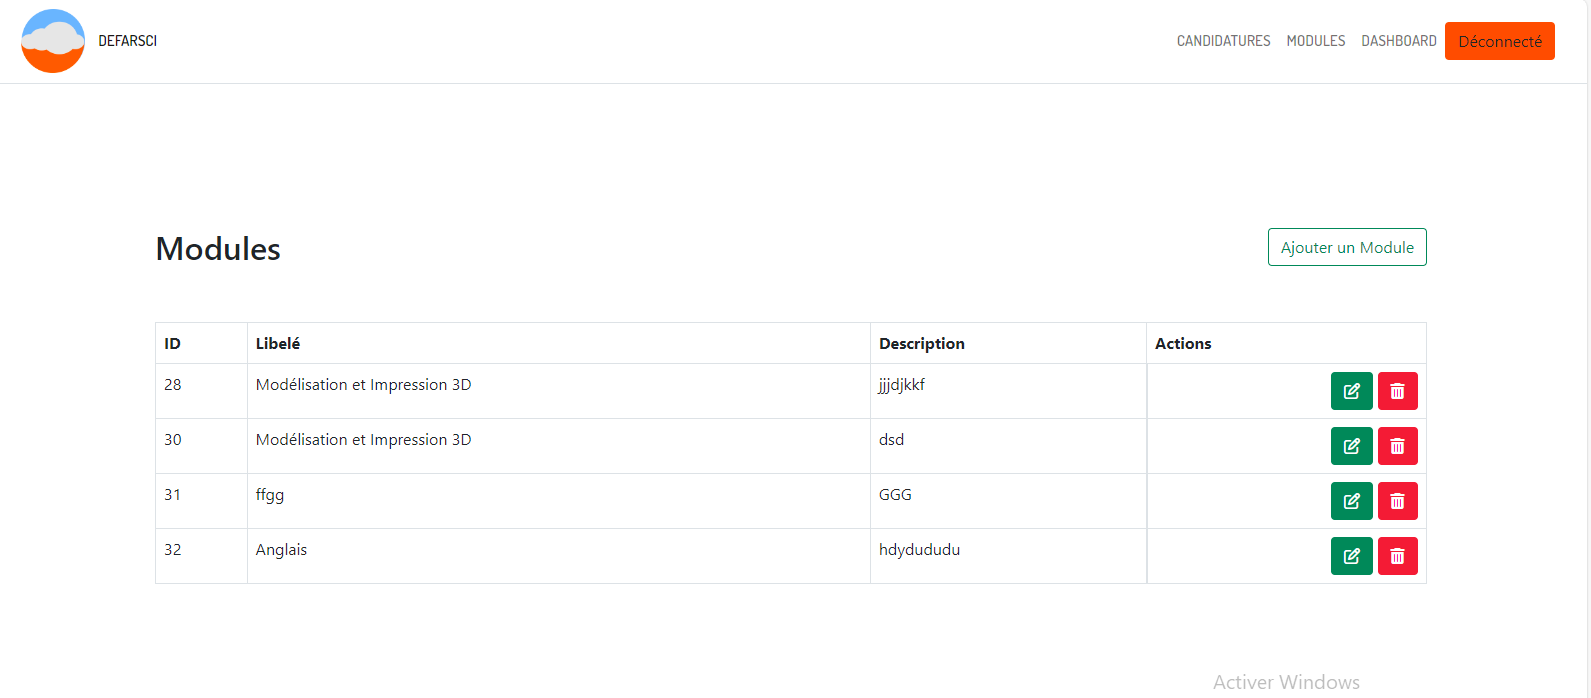 DEFARSCI CANDIDATURES MODULES DASHBOARD Déconnecté
Modules Ajouter un Module
ID Libelé Description Actions
28 Modélisation et Impression 3D jjjdjkkf
30 Modélisation et Impression 3D dsd
31 ffgg GGG
32 Anglais hdydududu
Activer Windows